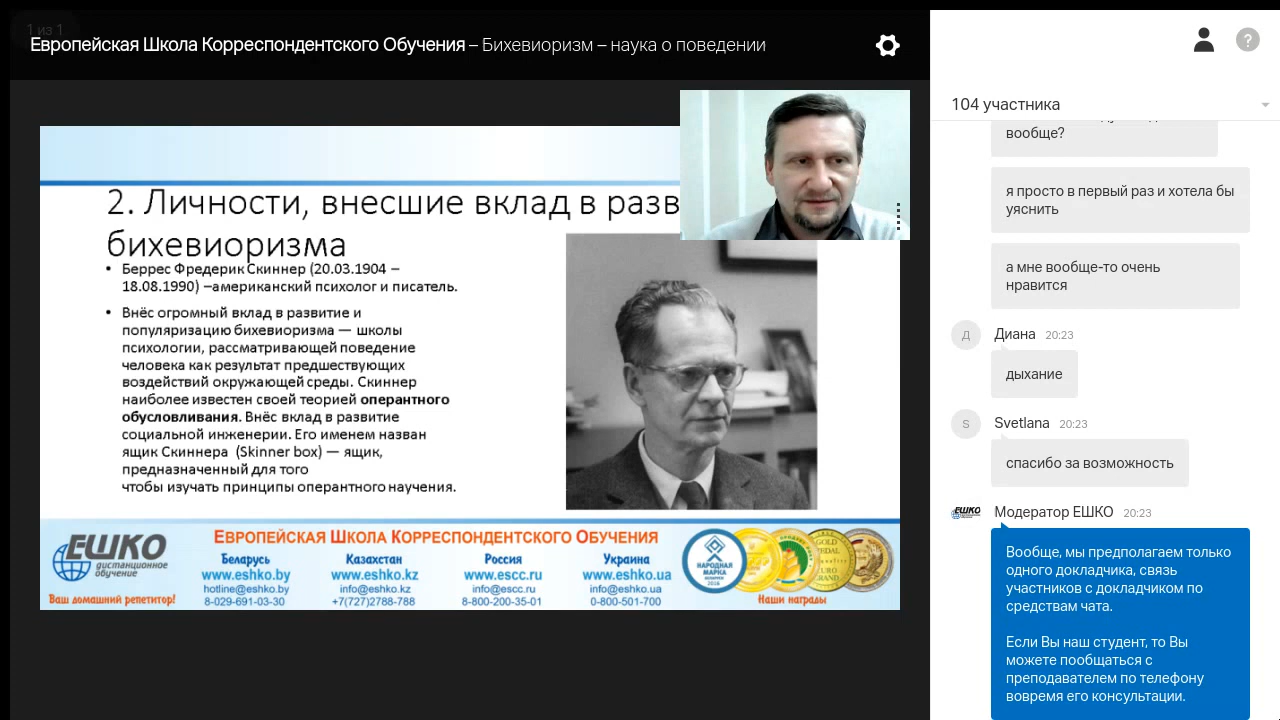 1 из 1
Европейская Школа Корреспондентского Обучения – Бихевиоризм – наука о поведении
2. Личности, внесшие вклад в разв
бихевиоризма
• Беррес Фредерик Скиннер (20.03.1904 –
18.08.1990) –американский психолог и писатель.
• Внёс огромный вклад в развитие и
популяризацию бихевиоризма — школы
психологии, рассматривающей поведение
человека как результат предшествующих
воздействий окружающей среды. Скиннер
наиболее известен своей теорией оперантного
обусловливания. Внёс вклад в развитие
социальной инженерии. Его именем назван
ящик Скиннера (Skinner box) — ящик,
предназначенный для того
чтобы изучать принципы оперантного научения.
ЕШКО
дистанционное
обучение
Ваш домашний репетитор!
Европейская Школа Корреспондентского Обучения
Беларусь
www.eshko.by
hotline@eshko.by
8-029-691-03-30
Казахстан
www.eshko.kz
info@eshko.kz
+7(727)2788-788
Россия
www.escc.ru
info@escc.ru
8-800-200-35-01
Украина
www.eshko.ua
info@eshko.ua
0-800-501-700
НАРОДНАЯ
МАРКА
2016
GOLD
MEDAL
Наши награды
?
104 участника
вообще?
я просто в первый раз и хотела бы
уяснить
а мне вообще-то очень
нравится
Д
Диана 20:23
дыхание
S
Svetlana 20:23
спасибо за возможность
ЕШКО
Модератор ЕШКО 20:23
Вообще, мы предполагаем только
одного докладчика, связь
участников с докладчиком по
средствам чата.
Если Вы наш студент, то Вы
можете пообщаться с
преподавателем по телефону
вовремя его консультации.